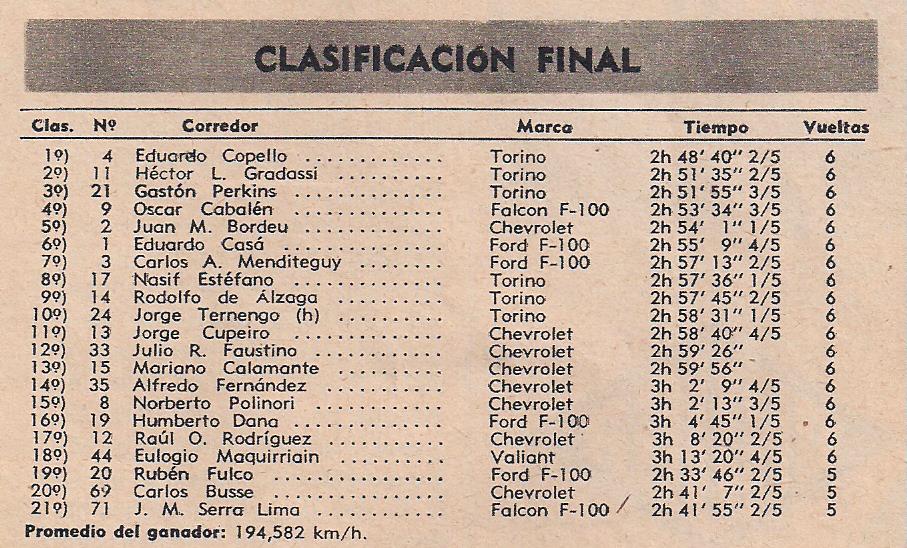 CLASIFICACIÓN FINAL
Clas. Nº Corredor Marca Tiempo Vueltas
1º) 4 Eduardo Copello .............. Torino 2h 48' 40" 2/5 6
2º) 11 Héctor L. Gradassi .......... Torino 2h 51' 35" 2/5 6
3º) 21 Gastón Perkins .............. Torino 2h 51' 55" 3/5 6
4º) 9 Oscar Cabalén ............... Falcon F-100 2h 53' 34" 3/5 6
5º) 2 Juan M. Bordeu ............. Chevrolet 2h 54' 1" 1/5 6
6º) 1 Eduardo Casá ............... Ford F-100 2h 55' 9" 4/5 6
7º) 3 Carlos A. Menditeguy ........ Ford F-100 2h 57' 13" 2/5 6
8º) 17 Nasif Estéfano .............. Torino 2h 57' 36" 1/5 6
9º) 14 Rodolfo de Álzaga .......... Torino 2h 57' 45" 2/5 6
10º) 24 Jorge Ternengo (h) .......... Torino 2h 58' 31" 1/5 6
11º) 13 Jorge Cupeiro ............... Chevrolet 2h 58' 40" 4/5 6
12º) 33 Julio R. Faustino ............ Chevrolet 2h 59' 26" 6
13º) 15 Mariano Calamante .......... Chevrolet 2h 59' 56" 6
14º) 35 Alfredo Fernández ........... Chevrolet 3h 2' 9" 4/5 6
15º) 8 Norberto Polinori ............ Chevrolet 3h 2' 13" 3/5 6
16º) 19 Humberto Dana .............. Ford F-100 3h 4' 45" 1/5 6
17º) 12 Raúl O. Rodríguez ........... Chevrolet 3h 8' 20" 2/5 6
18º) 44 Eulogio Maquirriain .......... Valiant 3h 13' 20" 4/5 6
19º) 20 Rubén Fulco ................. Ford F-100 2h 33' 46" 2/5 5
20º) 69 Carlos Busse ................ Chevrolet 2h 41' 7" 2/5 5
21º) 71 J. M. Serra Lima ............ Falcon F-100 2h 41' 55" 2/5 5
Promedio del ganador: 194,582 km/h.